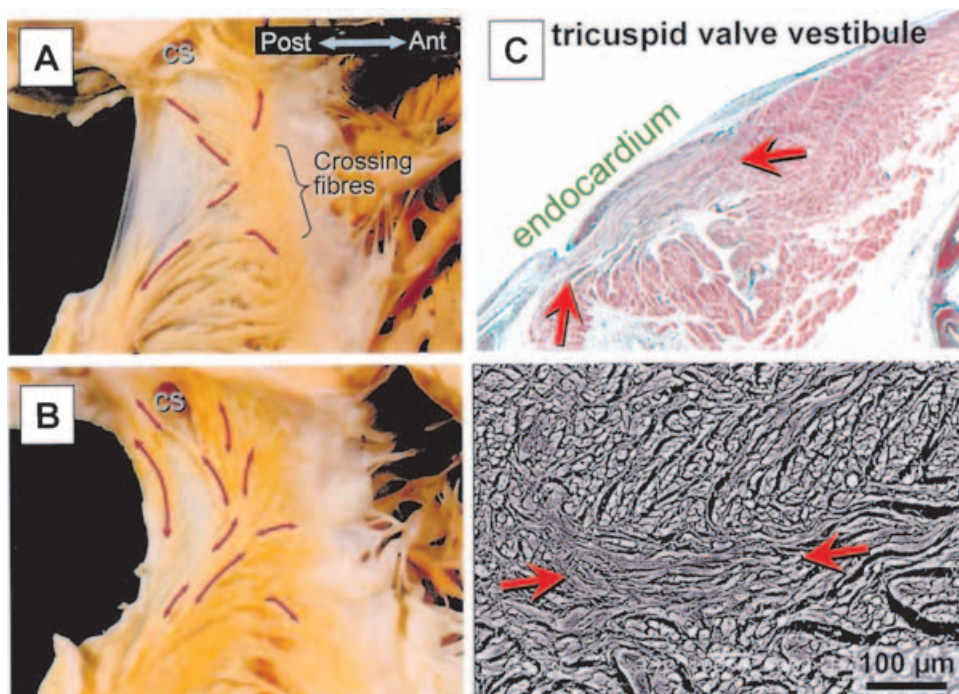 A
CS
Post Ant
Crossing
fibres
B
CS
C
tricuspid valve vestibule
endocardium
100 µm